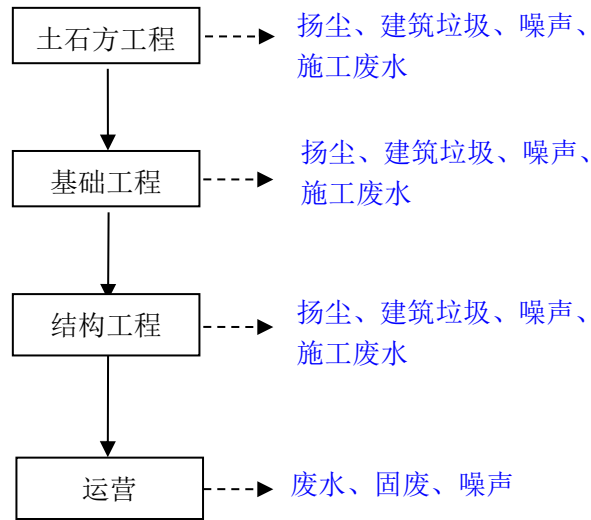 土石方工程
扬尘、建筑垃圾、噪声、
施工废水
基础工程
扬尘、建筑垃圾、噪声、
施工废水
结构工程
扬尘、建筑垃圾、噪声、
施工废水
运营
废水、固废、噪声